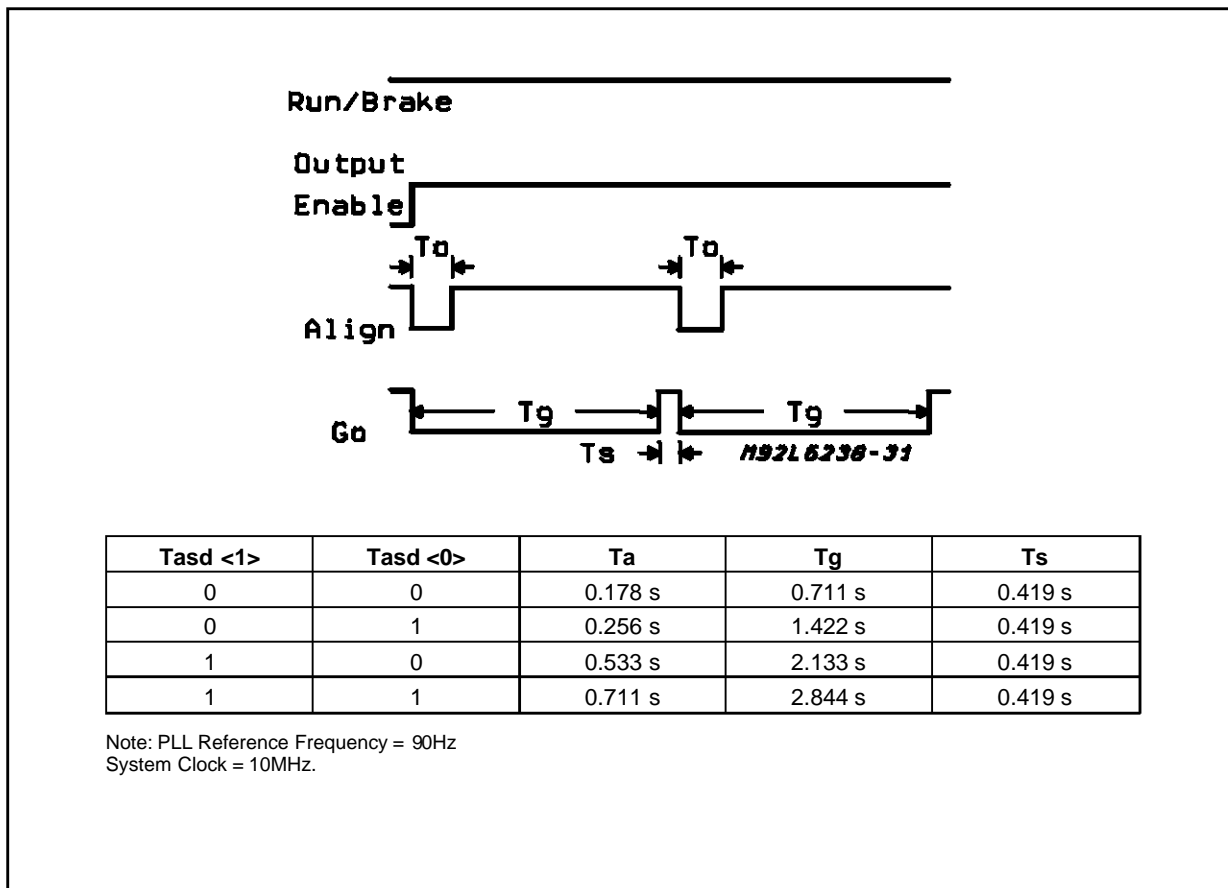 Run/Brake
Output
Enable
To To
Align
Tg Tg
Go
Ts M92L6238-31
Tasd <1> Tasd <0> Ta Tg Ts
0 0 0.178 s 0.711 s 0.419 s
0 1 0.256 s 1.422 s 0.419 s
1 0 0.533 s 2.133 s 0.419 s
1 1 0.711 s 2.844 s 0.419 s
Note: PLL Reference Frequency = 90Hz
System Clock = 10MHz.